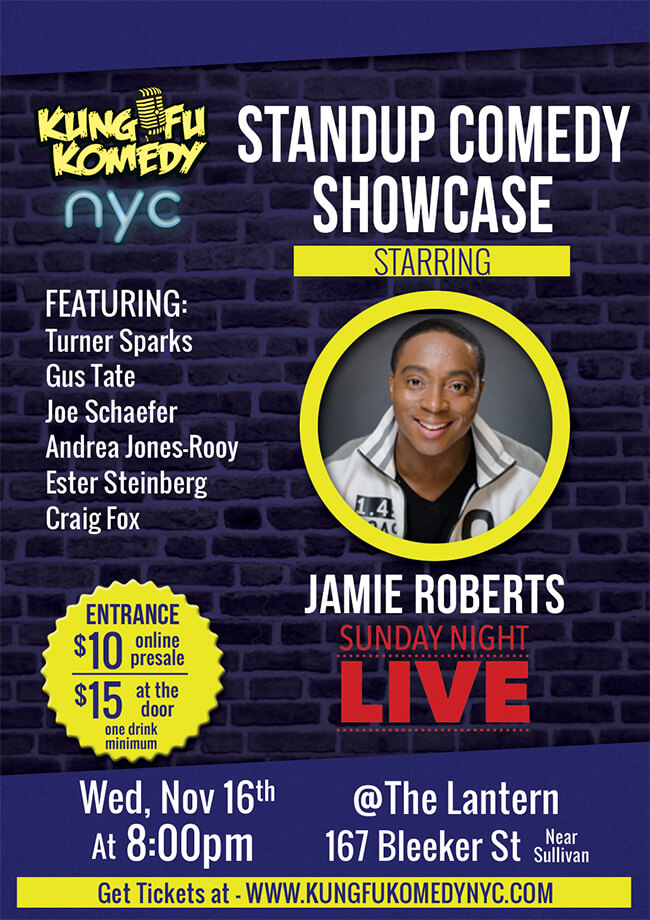 KUNG FU
KOMEDY
nyc
STANDUP COMEDY
SHOWCASE
STARRING
FEATURING:
Turner Sparks
Gus Tate
Joe Schaefer
Andrea Jones-Rooy
Ester Steinberg
Craig Fox
1.4
JAMIE ROBERTS
SUNDAY NIGHT
LIVE
ENTRANCE
$10 online
presale
$15 at the
door
one drink
minimum
Wed, Nov 16th
At 8:00pm
@The Lantern
167 Bleeker St Near
Sullivan
Get Tickets at - WWW.KUNGFUKOMEDYNYC.COM